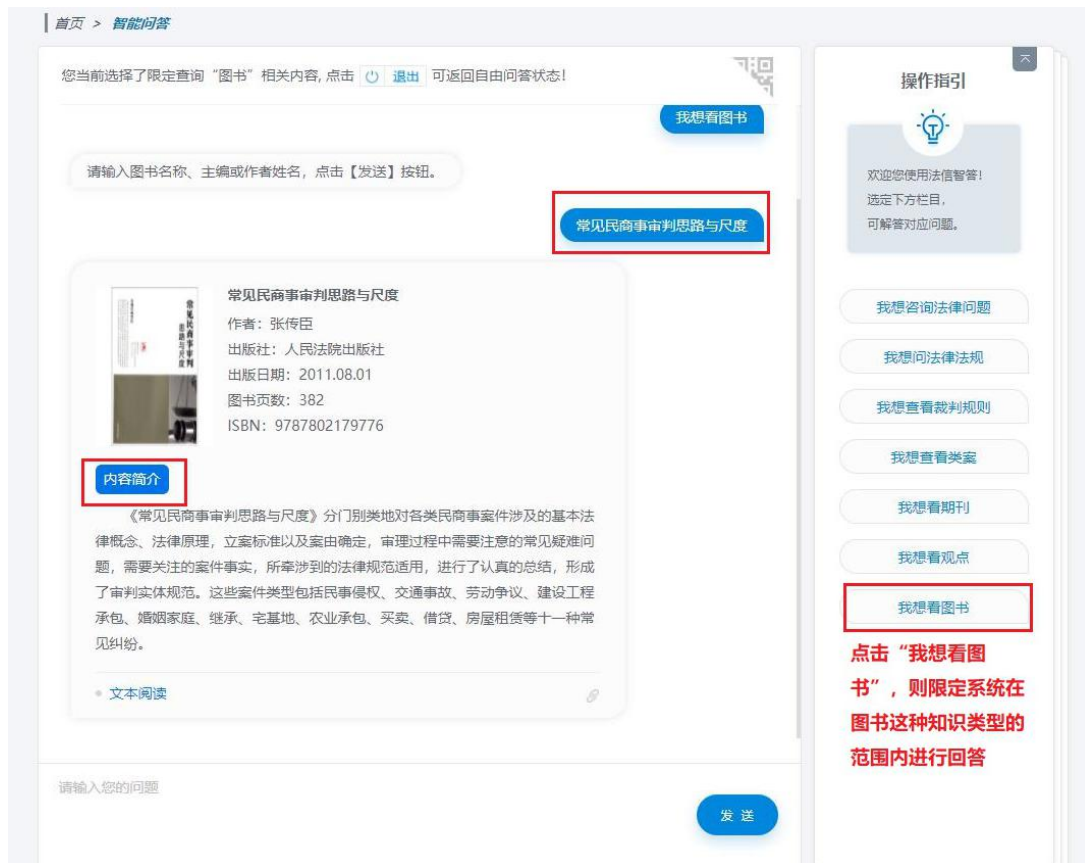 首页 > 智能问答
您当前选择了限定查询“图书”相关内容, 点击 退出 可返回自由问答状态!
我想看图书
请输入图书名称、主编或作者姓名，点击【发送】按钮。
常见民商事审判思路与尺度
常见民商事审判
思路与尺度
常见民商事审判思路与尺度
作者：张传臣
出版社：人民法院出版社
出版日期：2011.08.01
图书页数：382
ISBN：9787802179776
内容简介
《常见民商事审判思路与尺度》分门别类地对各类民商事案件涉及的基本法
律概念、法律原理，立案标准以及案由确定，审理过程中需要注意的常见疑难问
题，需要关注的案件事实，所牵涉到的法律规范适用，进行了认真的总结，形成
了审判实体规范。这些案件类型包括民事侵权、交通事故、劳动争议、建设工程
承包、婚姻家庭、继承、宅基地、农业承包、买卖、借贷、房屋租赁等十一种常
见纠纷。
文本阅读
请输入您的问题
发 送
操作指引
欢迎您使用法信智答!
选定下方栏目,
可解答对应问题。
我想咨询法律问题
我想问法律法规
我想查看裁判规则
我想查看类案
我想看期刊
我想看观点
我想看图书
点击“我想看图
书”，则限定系统在
图书这种知识类型的
范围内进行回答